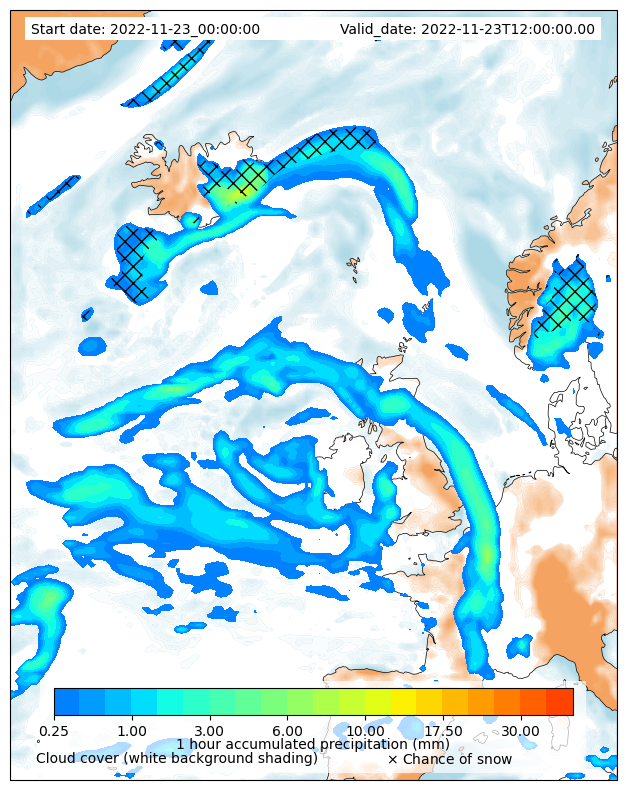 Start date: 2022-11-23_00:00:00 Valid_date: 2022-11-23T12:00:00.00
0.25 1.00 3.00 6.00 10.00 17.50 30.00
1 hour accumulated precipitation (mm)
Cloud cover (white background shading) × Chance of snow